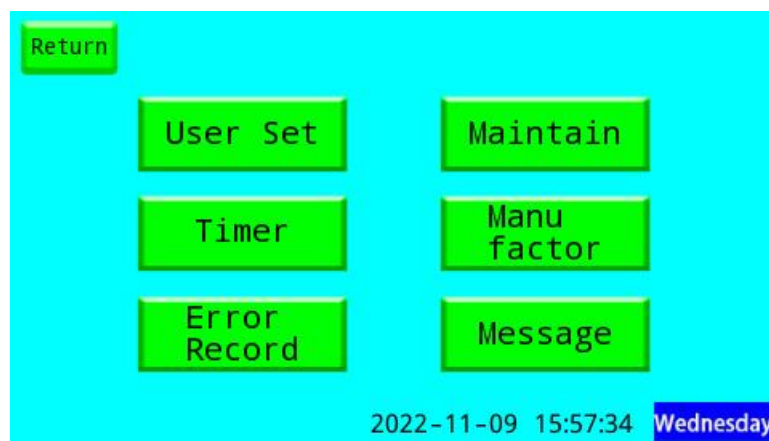 Return
User Set
Maintain
Timer
Manu
factor
Error
Record
Message
2022-11-09 15:57:34 Wednesday